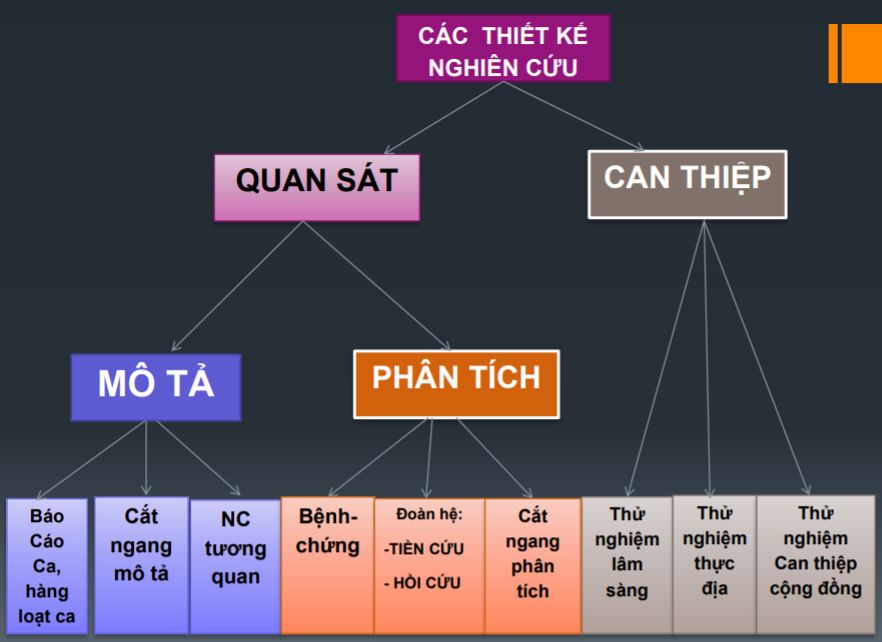 CÁC THIẾT KẾ
NGHIÊN CỨU
QUAN SÁT
CAN THIỆP
MÔ TẢ
PHÂN TÍCH
Báo
Cáo
Ca,
hàng
loạt ca
Cắt
ngang
mô tả
NC
tương
quan
Bệnh-
chứng
Đoàn hệ:
-TIỀN CỨU
- HỒI CỨU
Cắt
ngang
phân
tích
Thử
nghiệm
lâm
sàng
Thử
nghiệm
thực
địa
Thử
nghiệm
Can thiệp
cộng đồng